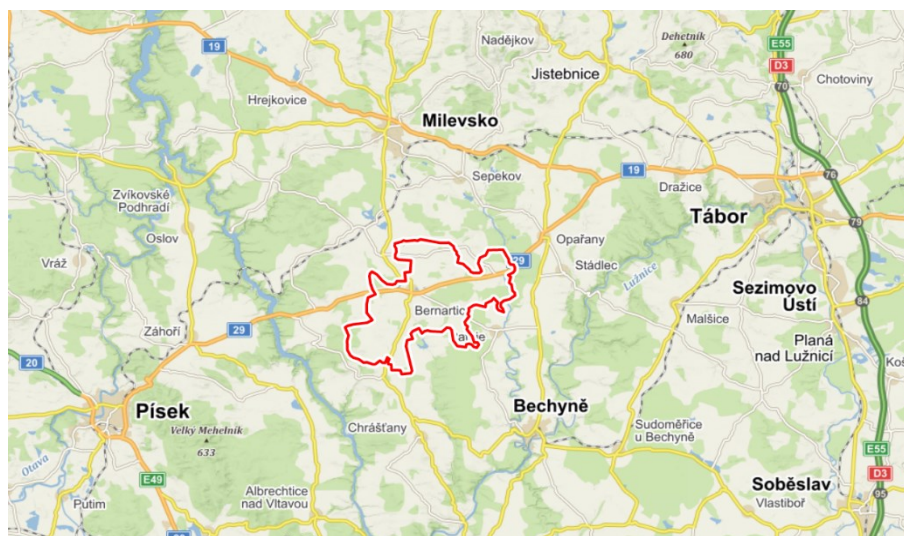 Nadějkov
Dehetník
680
E55
D3
19
Jistebnice
70
Chotoviny
Hrejkovice
Milevsko
Sepekov
19
Dražice
76
Zvíkovské
Podhradí
Tábor
79
Oslov
Opařany
Vráž
29
Stádlec
Lužnice
Sezimovo
Ústí
84
Bernartic
Malšice
Záhoří
29
Planá
nad Lužnicí
20
Koš
Písek
Bechyně
Velký Mehelník
633
Chrášťany
Sudoměřice
u Bechyně
E55
D3
Otava
E49
Soběslav
Albrechtice
nad Vltavou
95
Putim
Vlastiboř